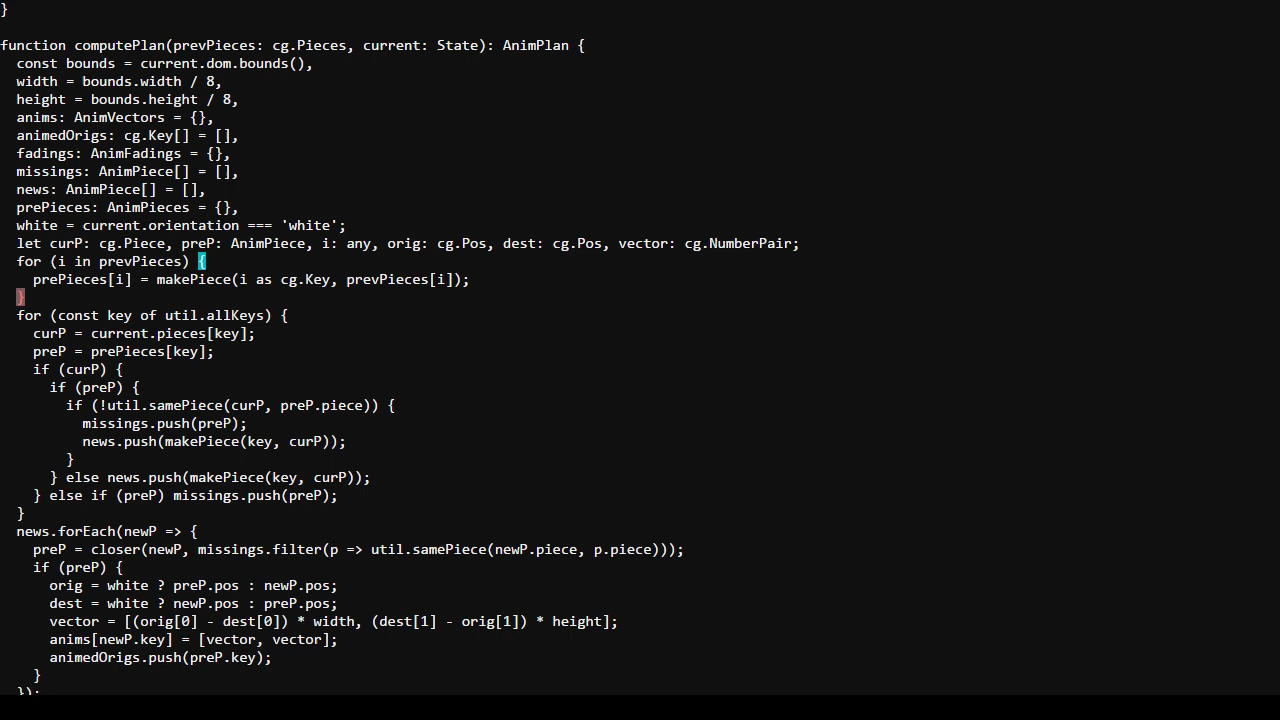 }
function computePlan(prevPieces: cg.Pieces, current: State): AnimPlan {
  const bounds = current.dom.bounds(),
  width = bounds.width / 8,
  height = bounds.height / 8,
  anims: AnimVectors = {},
  animedOrigs: cg.Key[] = [],
  fadings: AnimFadings = {},
  missings: AnimPiece[] = [],
  news: AnimPiece[] = [],
  prePieces: AnimPieces = {},
  white = current.orientation === 'white';
  let curP: cg.Piece, preP: AnimPiece, i: any, orig: cg.Pos, dest: cg.Pos, vector: cg.NumberPair;
  for (i in prevPieces) {
    prePieces[i] = makePiece(i as cg.Key, prevPieces[i]);
  }
  for (const key of util.allKeys) {
    curP = current.pieces[key];
    preP = prePieces[key];
    if (curP) {
      if (preP) {
        if (!util.samePiece(curP, preP.piece)) {
          missings.push(preP);
          news.push(makePiece(key, curP));
        }
      } else news.push(makePiece(key, curP));
    } else if (preP) missings.push(preP);
  }
  news.forEach(newP => {
    preP = closer(newP, missings.filter(p => util.samePiece(newP.piece, p.piece)));
    if (preP) {
      orig = white ? preP.pos : newP.pos;
      dest = white ? newP.pos : preP.pos;
      vector = [(orig[0] - dest[0]) * width, (dest[1] - orig[1]) * height];
      anims[newP.key] = [vector, vector];
      animedOrigs.push(preP.key);
    }
  });